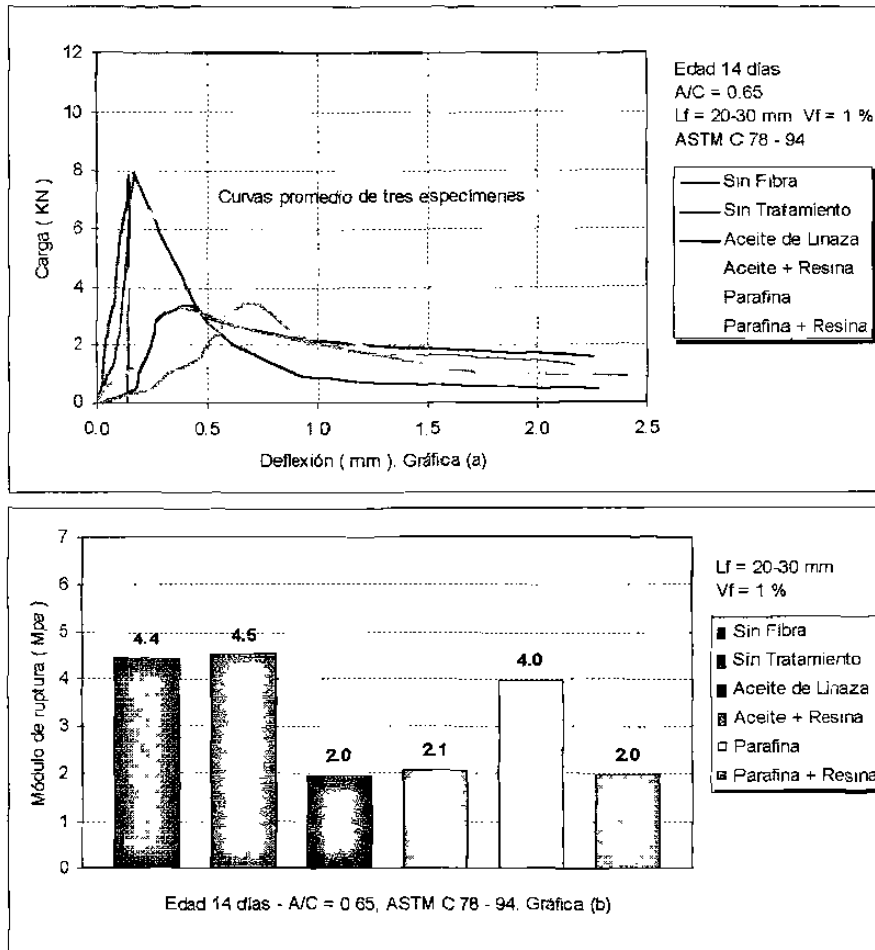 12
10
8
6
4
2
0
Carga ( KN )
Curvas promedio de tres especímenes
0.0 0.5 1.0 1.5 2.0 2.5
Deflexión ( mm ). Gráfica (a)
Edad 14 días
A/C = 0.65
Lf = 20-30 mm Vf = 1 %
ASTM C 78 - 94
Sin Fibra
Sin Tratamiento
Aceite de Linaza
Aceite + Resina
Parafina
Parafina + Resina
7
6
5
4
3
2
1
0
Módulo de ruptura ( Mpa )
4.4
4.5
2.0
2.1
4.0
2.0
Edad 14 días - A/C = 0 65, ASTM C 78 - 94. Gráfica (b)
Lf = 20-30 mm
Vf = 1 %
Sin Fibra
Sin Tratamiento
Aceite de Linaza
Aceite + Resina
Parafina
Parafina + Resina